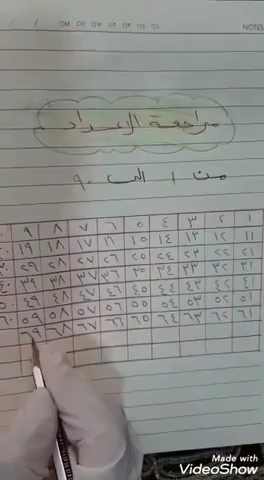 NOTES
مراجعة الاعداد
من ١ الى ٩٠
١ ٢ ٣ ٤ ٥ ٦ ٧ ٨ ٩
١١ ١٢ ١٣ ١٤ ١٥ ١٦ ١٧ ١٨ ١٩
٢١ ٢٢ ٢٣ ٢٤ ٢٥ ٢٦ ٢٧ ٢٨ ٢٩
٣١ ٣٢ ٣٣ ٣٤ ٣٥ ٣٦ ٣٧ ٣٨ ٣٩
٤١ ٤٢ ٤٣ ٤٤ ٤٥ ٤٦ ٤٧ ٤٨ ٤٩
٥١ ٥٢ ٥٣ ٥٤ ٥٥ ٥٦ ٥٧ ٥٨ ٥٩
٦١ ٦٢ ٦٣ ٦٤ ٦٥ ٦٦ ٦٧ ٦٨ ٦٩
Made with
VideoShow